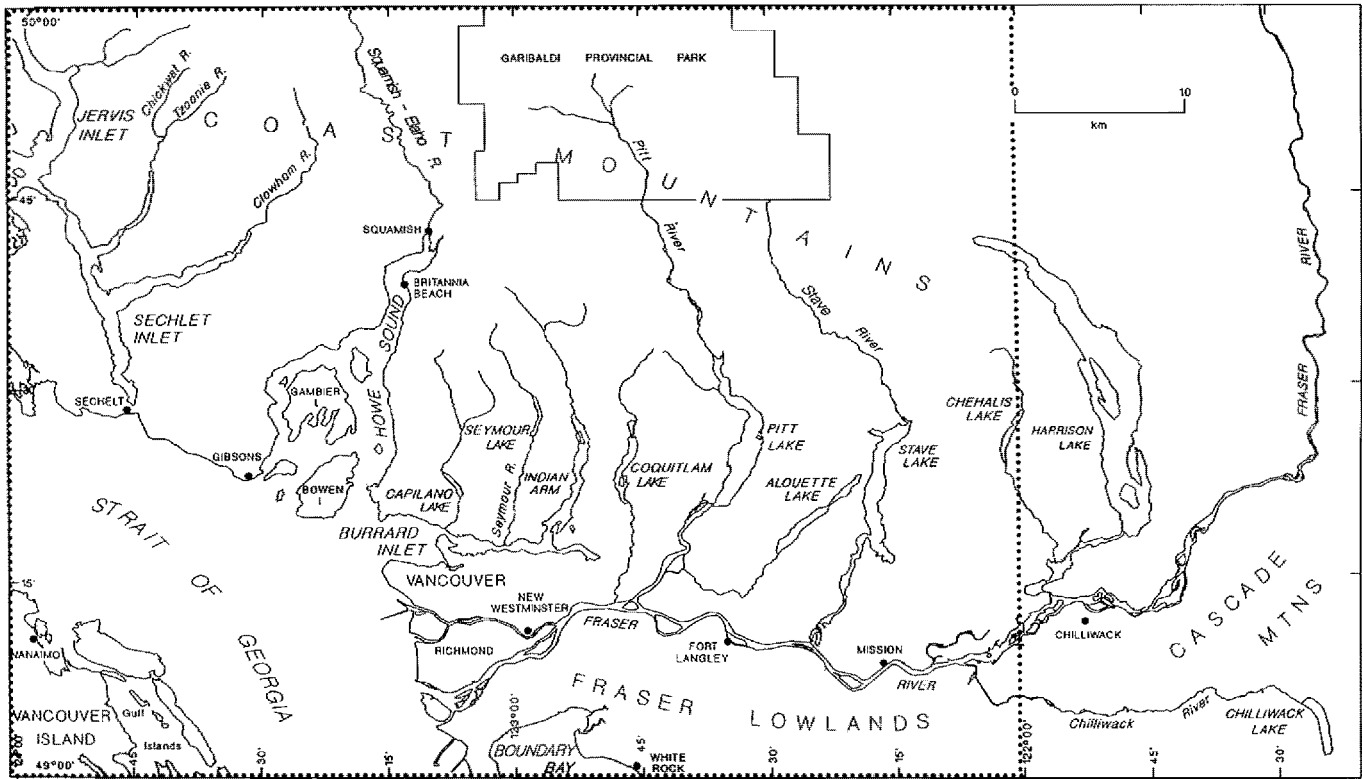 50°00'
GARIBALDI PROVINCIAL PARK
Squamish - Elaho R.
Chickwat R.
Tzoonie R.
JERVIS
INLET
COAST
MOUNTAINS
0 10
km
Pitt
River
Clowhom R.
45'
SQUAMISH
BRITANNIA
BEACH
RIVER
SECHLET
INLET
HOWE SOUND
Stave
River
FRASER
SECHELT
GAMBIER
I
SEYMOUR
LAKE
PITT
LAKE
CHEHALIS
LAKE
HARRISON
LAKE
STAVE
LAKE
GIBSONS
BOWEN
I
CAPILANO
LAKE
Seymour R.
INDIAN
ARM
COQUITLAM
LAKE
ALOUETTE
LAKE
STRAIT
OF
GEORGIA
BURRARD
INLET
VANCOUVER
15'
NEW
WESTMINSTER
FRASER
RICHMOND
FORT
LANGLEY
MISSION
RIVER
CHILLIWACK
CASCADE
MTNS
NANAIMO
FRASER
LOWLANDS
VANCOUVER
ISLAND
Gulf
Islands
BOUNDARY
BAY
WHITE
ROCK
Chilliwack
River
CHILLIWACK
LAKE
49°00'
45'
30'
123°00'
45'
30'
15'
122°00'
45'
30'